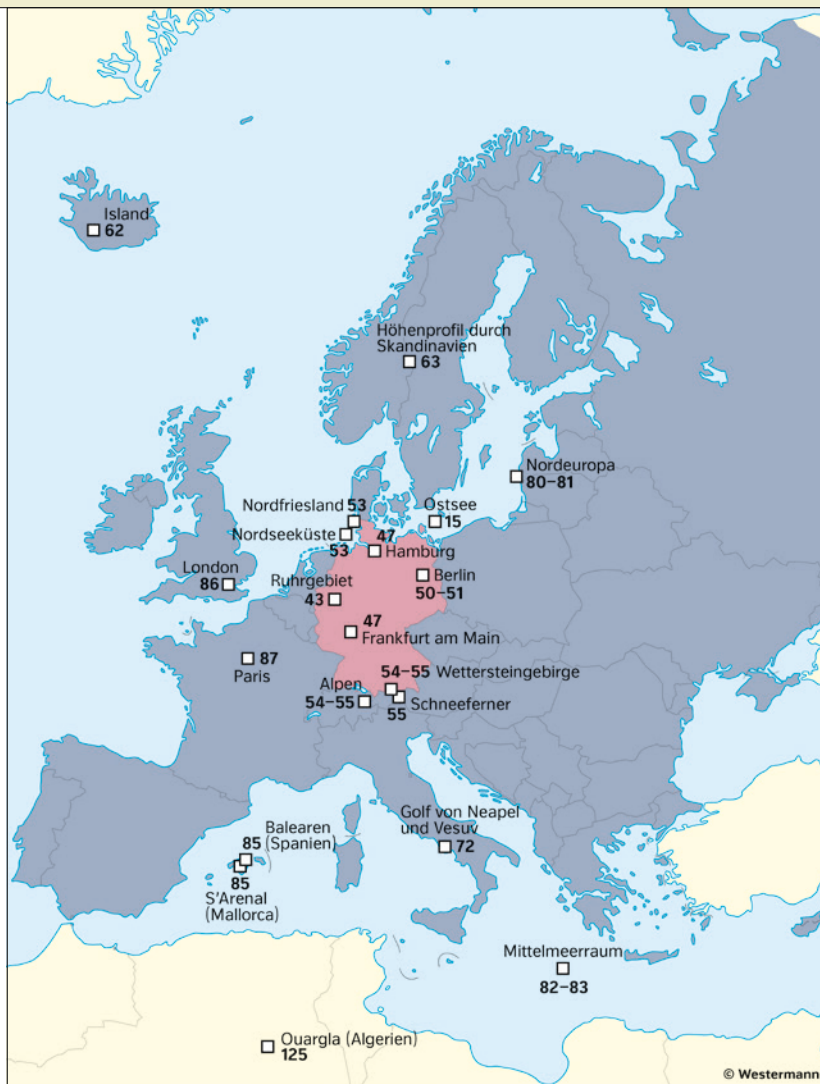 Island
62
Höhenprofil durch
Skandinavien
63
Nordeuropa
80–81
Nordfriesland 53
Ostsee
15
Nordseeküste
53
47
Hamburg
London
86
Ruhrgebiet
43
Berlin
50–51
47
Frankfurt am Main
87
Paris
54–55 Wettersteingebirge
Alpen
54–55
55
Schneeferner
Golf von Neapel
und Vesuv
72
Balearen
85 (Spanien)
85
S'Arenal
(Mallorca)
Mittelmeerraum
82–83
Ouargla (Algerien)
125
© Westermann